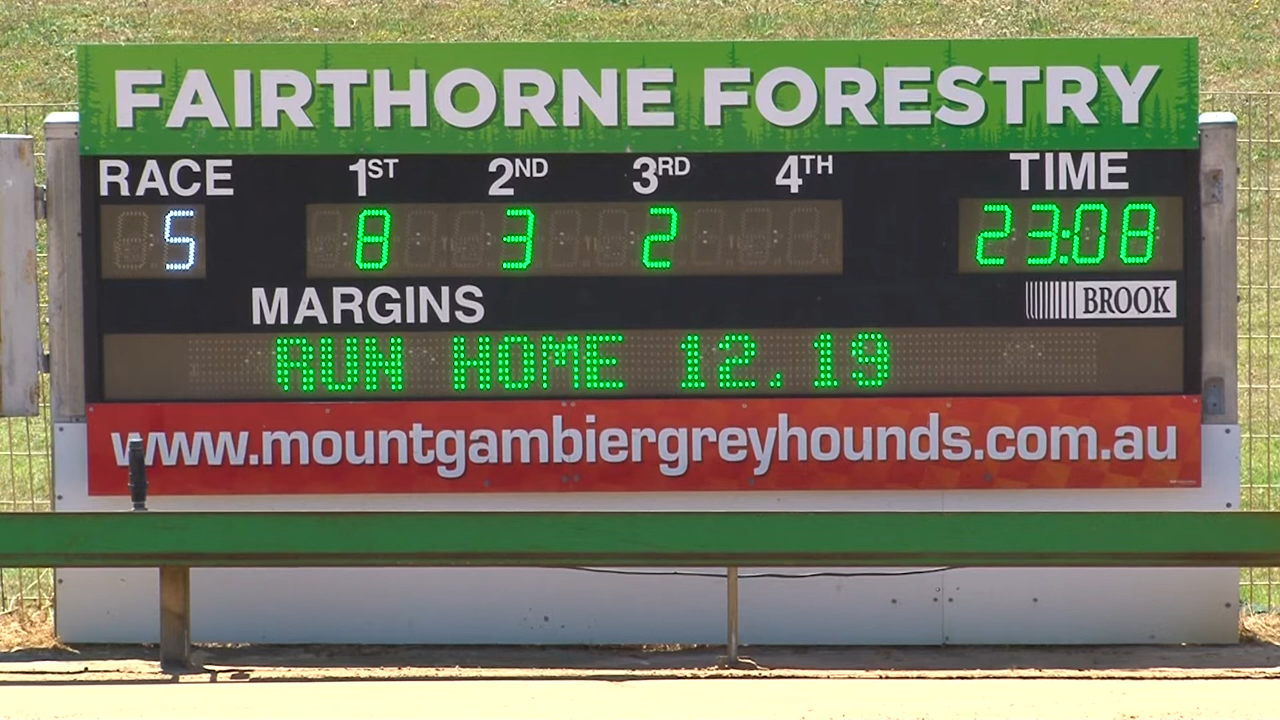 FAIRTHORNE FORESTRY
RACE 1ST 2ND 3RD 4TH TIME
5 8 3 2 23:08
MARGINS BROOK
RUN HOME 12.19
www.mountgambiergreyhounds.com.au